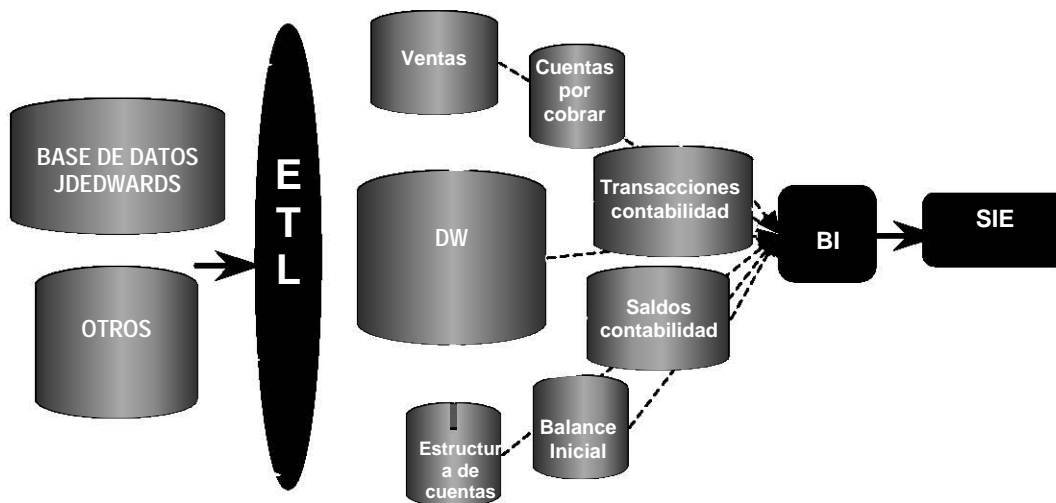 BASE DE DATOS
JDEDWARDS
OTROS
E
T
L
Ventas
Cuentas
por
cobrar
DW
Transacciones
contabilidad
Saldos
contabilidad
Estructur
a de
cuentas
Balance
Inicial
BI
SIE